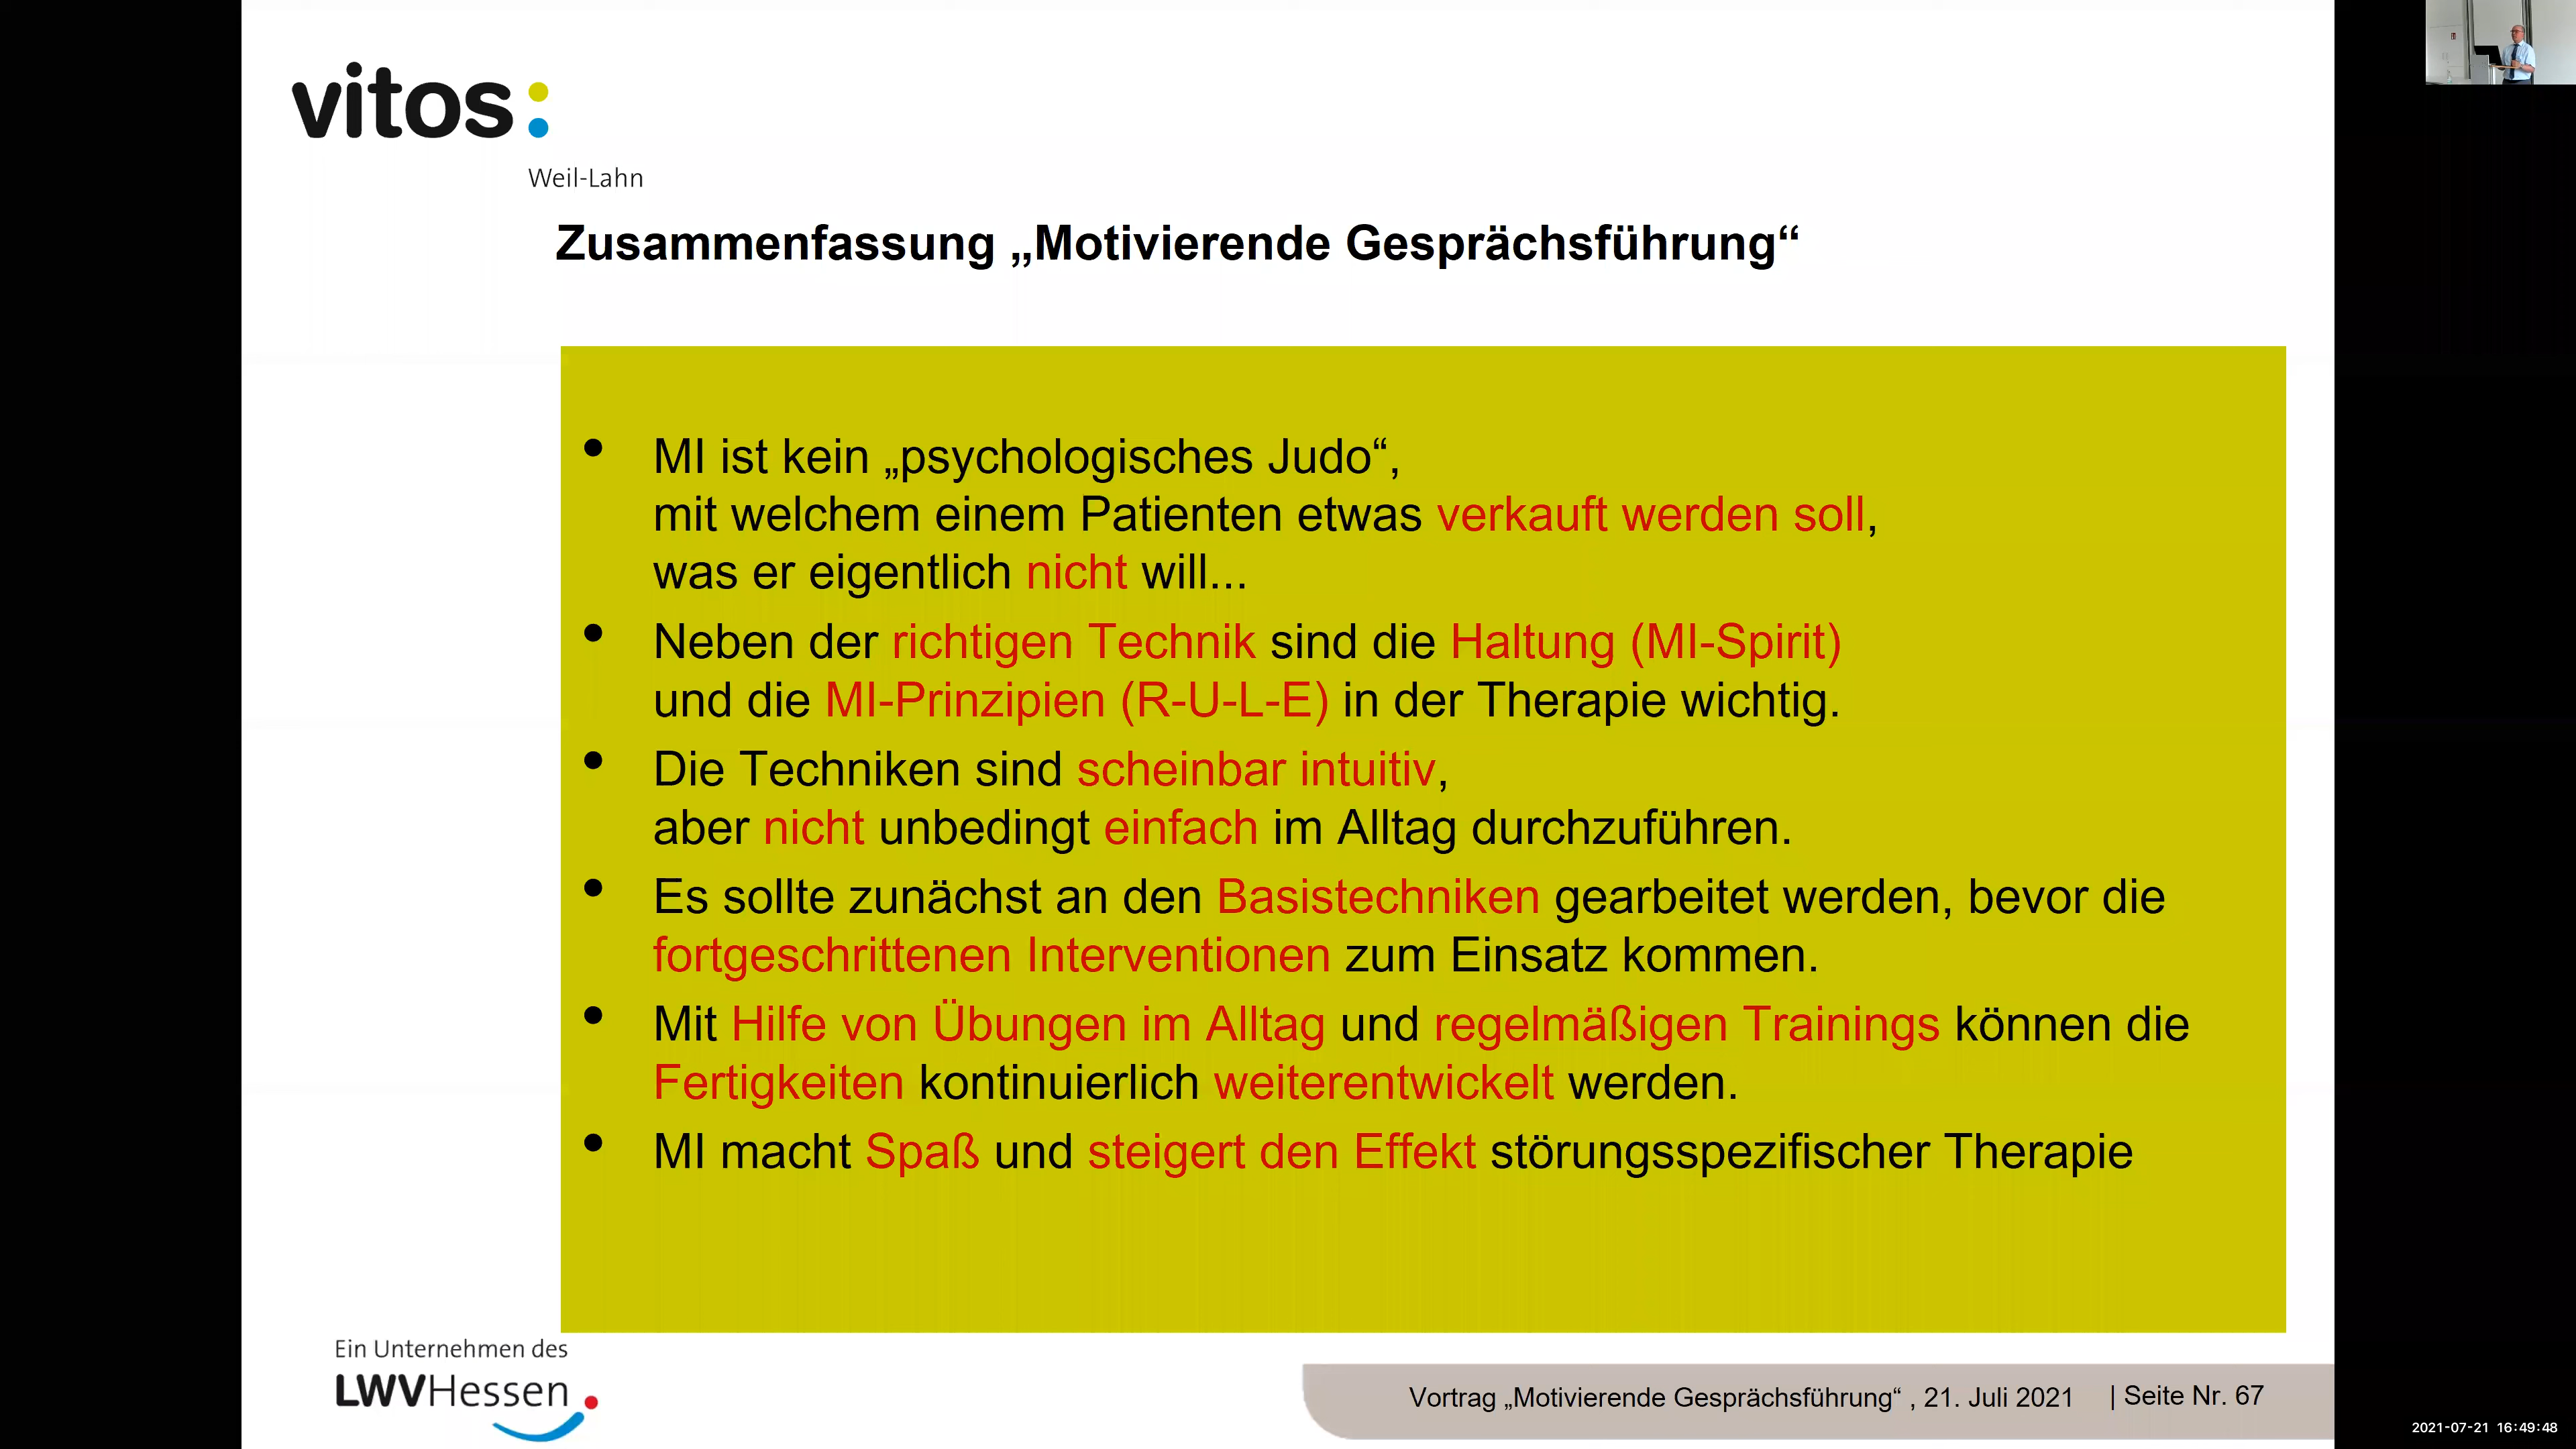 vitos:
Weil-Lahn
Zusammenfassung „Motivierende Gesprächsführung“
• MI ist kein „psychologisches Judo“,
mit welchem einem Patienten etwas verkauft werden soll,
was er eigentlich nicht will...
• Neben der richtigen Technik sind die Haltung (MI-Spirit)
und die MI-Prinzipien (R-U-L-E) in der Therapie wichtig.
• Die Techniken sind scheinbar intuitiv,
aber nicht unbedingt einfach im Alltag durchzuführen.
• Es sollte zunächst an den Basistechniken gearbeitet werden, bevor die
fortgeschrittenen Interventionen zum Einsatz kommen.
• Mit Hilfe von Übungen im Alltag und regelmäßigen Trainings können die
Fertigkeiten kontinuierlich weiterentwickelt werden.
• MI macht Spaß und steigert den Effekt störungsspezifischer Therapie
Ein Unternehmen des
LWVHessen
Vortrag „Motivierende Gesprächsführung“ , 21. Juli 2021 | Seite Nr. 67
2021-07-21 16:49:48